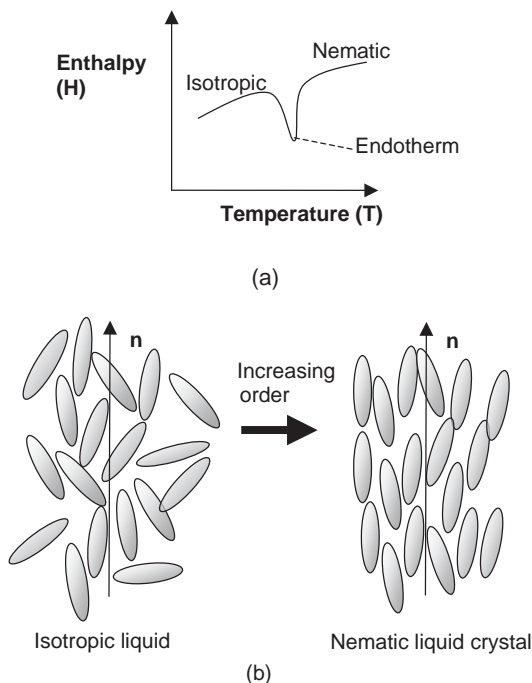 Enthalpy
(H)
Isotropic
Nematic
Endotherm
Temperature (T)
(a)
n
Increasing
order
n
Isotropic liquid
Nematic liquid crystal
(b)